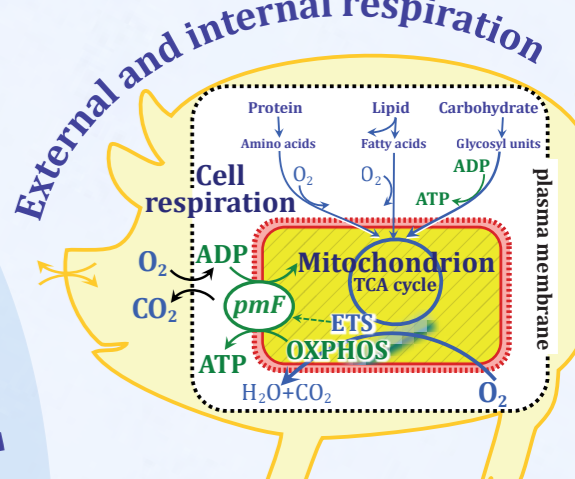 External and internal respiration
Protein
Lipid
Carbohydrate
Amino acids
Fatty acids
Glycosyl units
O₂
O₂
ADP
ATP
Cell
respiration
plasma membrane
O₂
ADP
Mitochondrion
TCA cycle
CO₂
pmF
ETS
OXPHOS
ATP
H₂O+CO₂
O₂